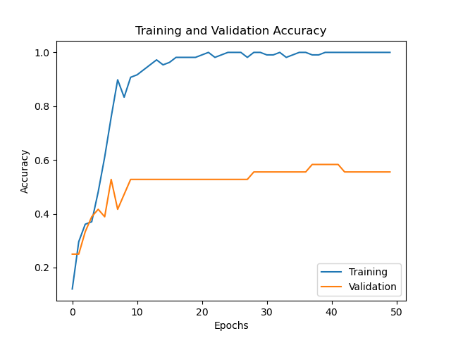 Training and Validation Accuracy
Accuracy
1.0
0.8
0.6
0.4
0.2
0 10 20 30 40 50
Epochs
Training
Validation